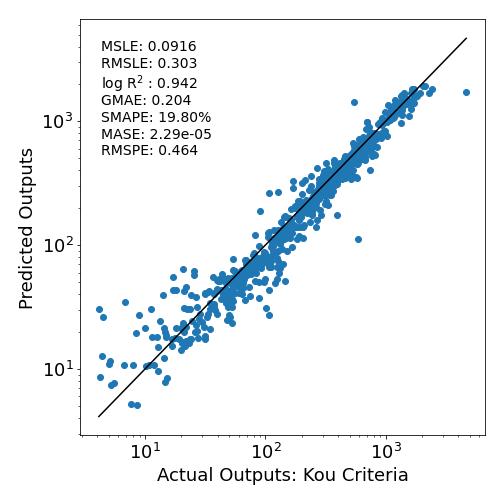 MSLE: 0.0916
RMSLE: 0.303
log R² : 0.942
GMAE: 0.204
SMAPE: 19.80%
MASE: 2.29e-05
RMSPE: 0.464
10³
10²
10¹
Predicted Outputs
10¹ 10² 10³
Actual Outputs: Kou Criteria